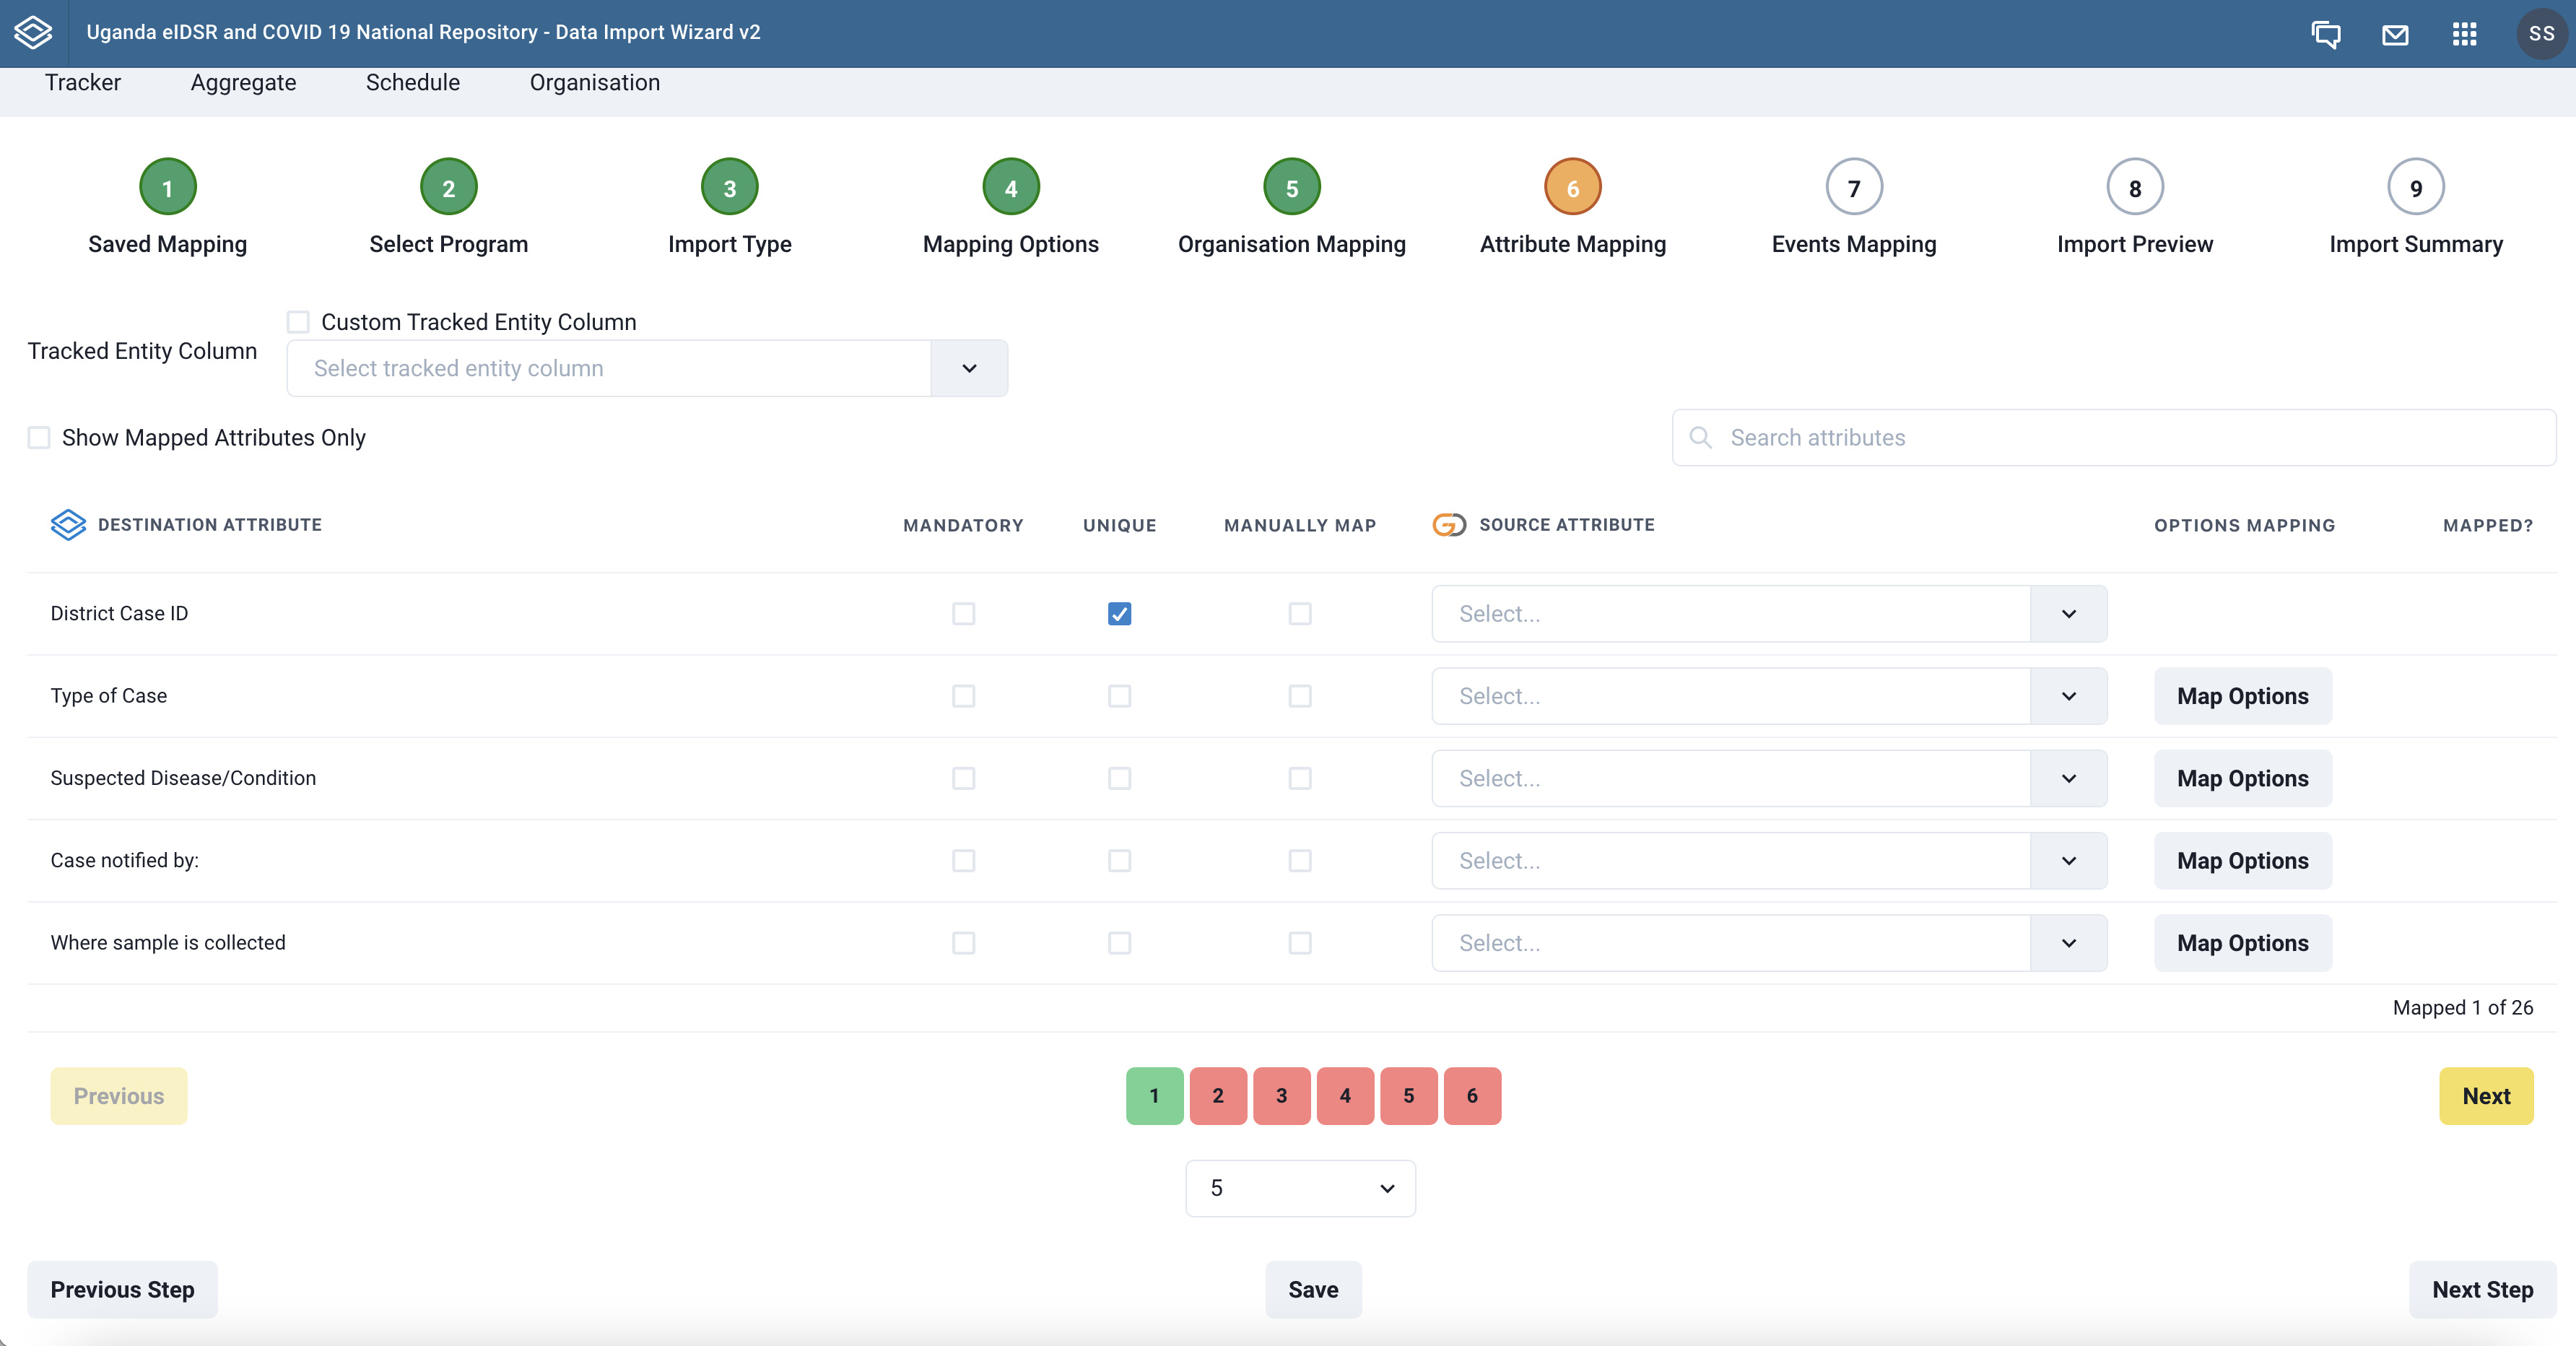 Uganda eIDSR and COVID 19 National Repository - Data Import Wizard v2
SS
Tracker Aggregate Schedule Organisation
1 2 3 4 5 6 7 8 9
Saved Mapping Select Program Import Type Mapping Options Organisation Mapping Attribute Mapping Events Mapping Import Preview Import Summary
Custom Tracked Entity Column
Tracked Entity Column
Select tracked entity column
Show Mapped Attributes Only
Search attributes
DESTINATION ATTRIBUTE MANDATORY UNIQUE MANUALLY MAP SOURCE ATTRIBUTE OPTIONS MAPPING MAPPED?
District Case ID Select...
Type of Case Select... Map Options
Suspected Disease/Condition Select... Map Options
Case notified by: Select... Map Options
Where sample is collected Select... Map Options
Mapped 1 of 26
Previous 1 2 3 4 5 6 Next
5
Previous Step Save Next Step